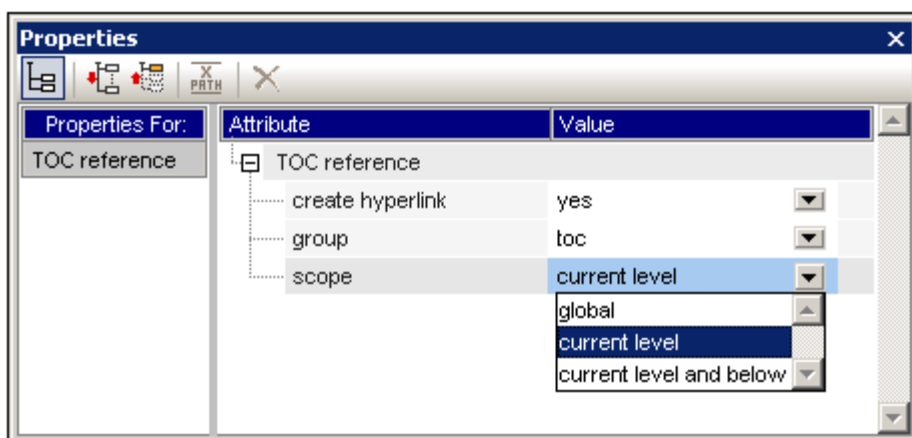 Properties
X
PATH
Properties For:
Attribute
Value
TOC reference
TOC reference
create hyperlink
yes
group
toc
scope
current level
global
current level
current level and below